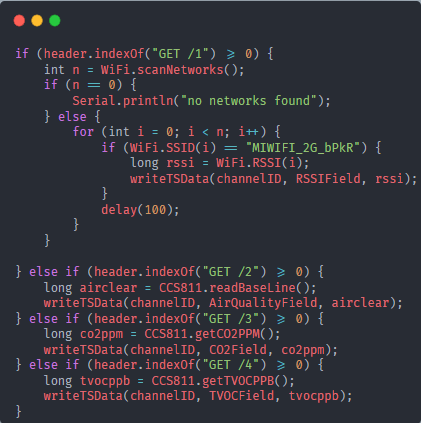 if (header.indexOf("GET /1") >= 0) {
    int n = WiFi.scanNetworks();
    if (n == 0) {
        Serial.println("no networks found");
    } else {
        for (int i = 0; i < n; i++) {
            if (WiFi.SSID(i) == "MIWIFI_2G_bPkR") {
                long rssi = WiFi.RSSI(i);
                writeTSData(channelID, RSSIField, rssi);
            }
            delay(100);
        }
    }

} else if (header.indexOf("GET /2") >= 0) {
    long airclear = CCS811.readBaseLine();
    writeTSData(channelID, AirQualityField, airclear);
} else if (header.indexOf("GET /3") >= 0) {
    long co2ppm = CCS811.getCO2PPM();
    writeTSData(channelID, CO2Field, co2ppm);
} else if (header.indexOf("GET /4") >= 0) {
    long tvocppb = CCS811.getTVOCPPB();
    writeTSData(channelID, TVOCField, tvocppb);
}